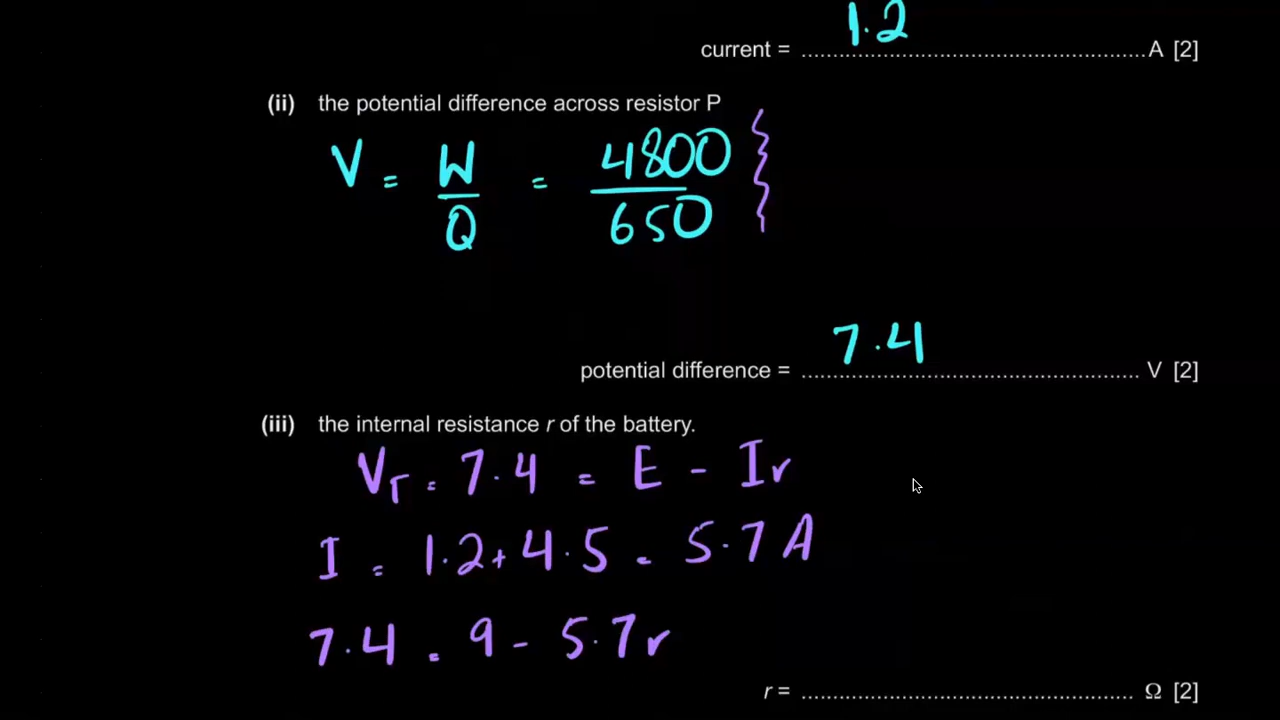 1.2
current = ........................................................ A [2]
(ii) the potential difference across resistor P
V = W/Q = 4800/650
7.4
potential difference = ........................................................ V [2]
(iii) the internal resistance r of the battery.
V_T = 7.4 = E - Ir
I = 1.2 + 4.5 = 5.7 A
7.4 = 9 - 5.7r
r = ........................................................ Ω [2]